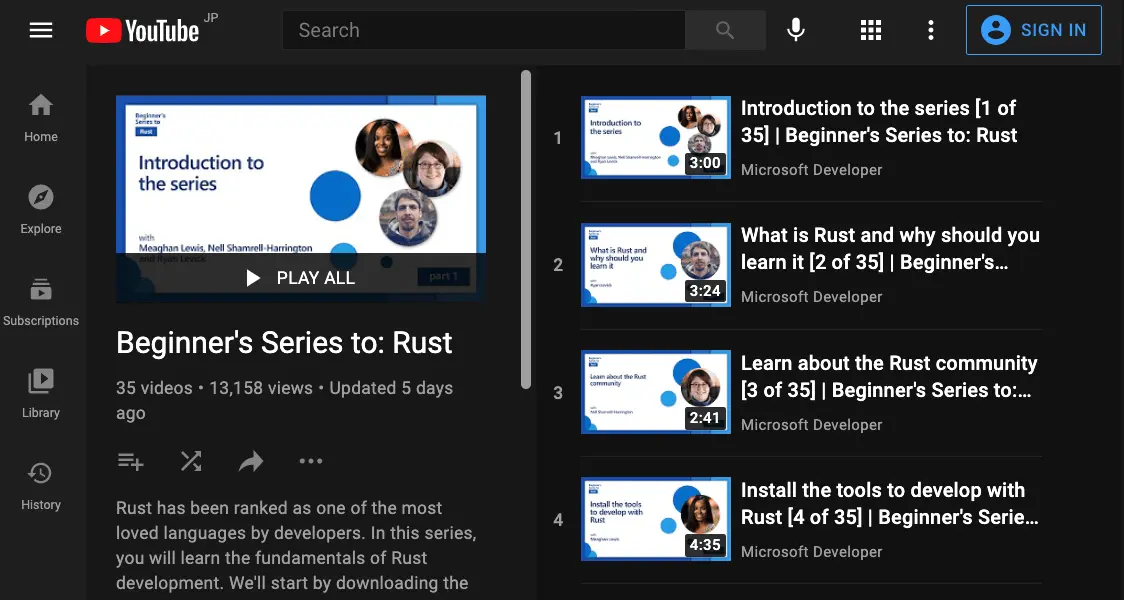 YouTube JP
Search
SIGN IN
Home
Explore
Subscriptions
Library
History
Beginner's
Series to
Rust
Introduction to
the series
with
Meaghan Lewis, Nell Shamrell-Harrington
and Ryan Levick
part 1
PLAY ALL
Beginner's Series to: Rust
35 videos • 13,158 views • Updated 5 days
ago
Rust has been ranked as one of the most
loved languages by developers. In this series,
you will learn the fundamentals of Rust
development. We'll start by downloading the
1
Introduction to
the series
3:00
Introduction to the series [1 of
35] | Beginner's Series to: Rust
Microsoft Developer
2
What is Rust and
why should you
learn it
3:24
What is Rust and why should you
learn it [2 of 35] | Beginner's...
Microsoft Developer
3
Learn about the Rust
community
2:41
Learn about the Rust community
[3 of 35] | Beginner's Series to:...
Microsoft Developer
4
Install the tools
to develop with
Rust
4:35
Install the tools to develop with
Rust [4 of 35] | Beginner's Serie...
Microsoft Developer